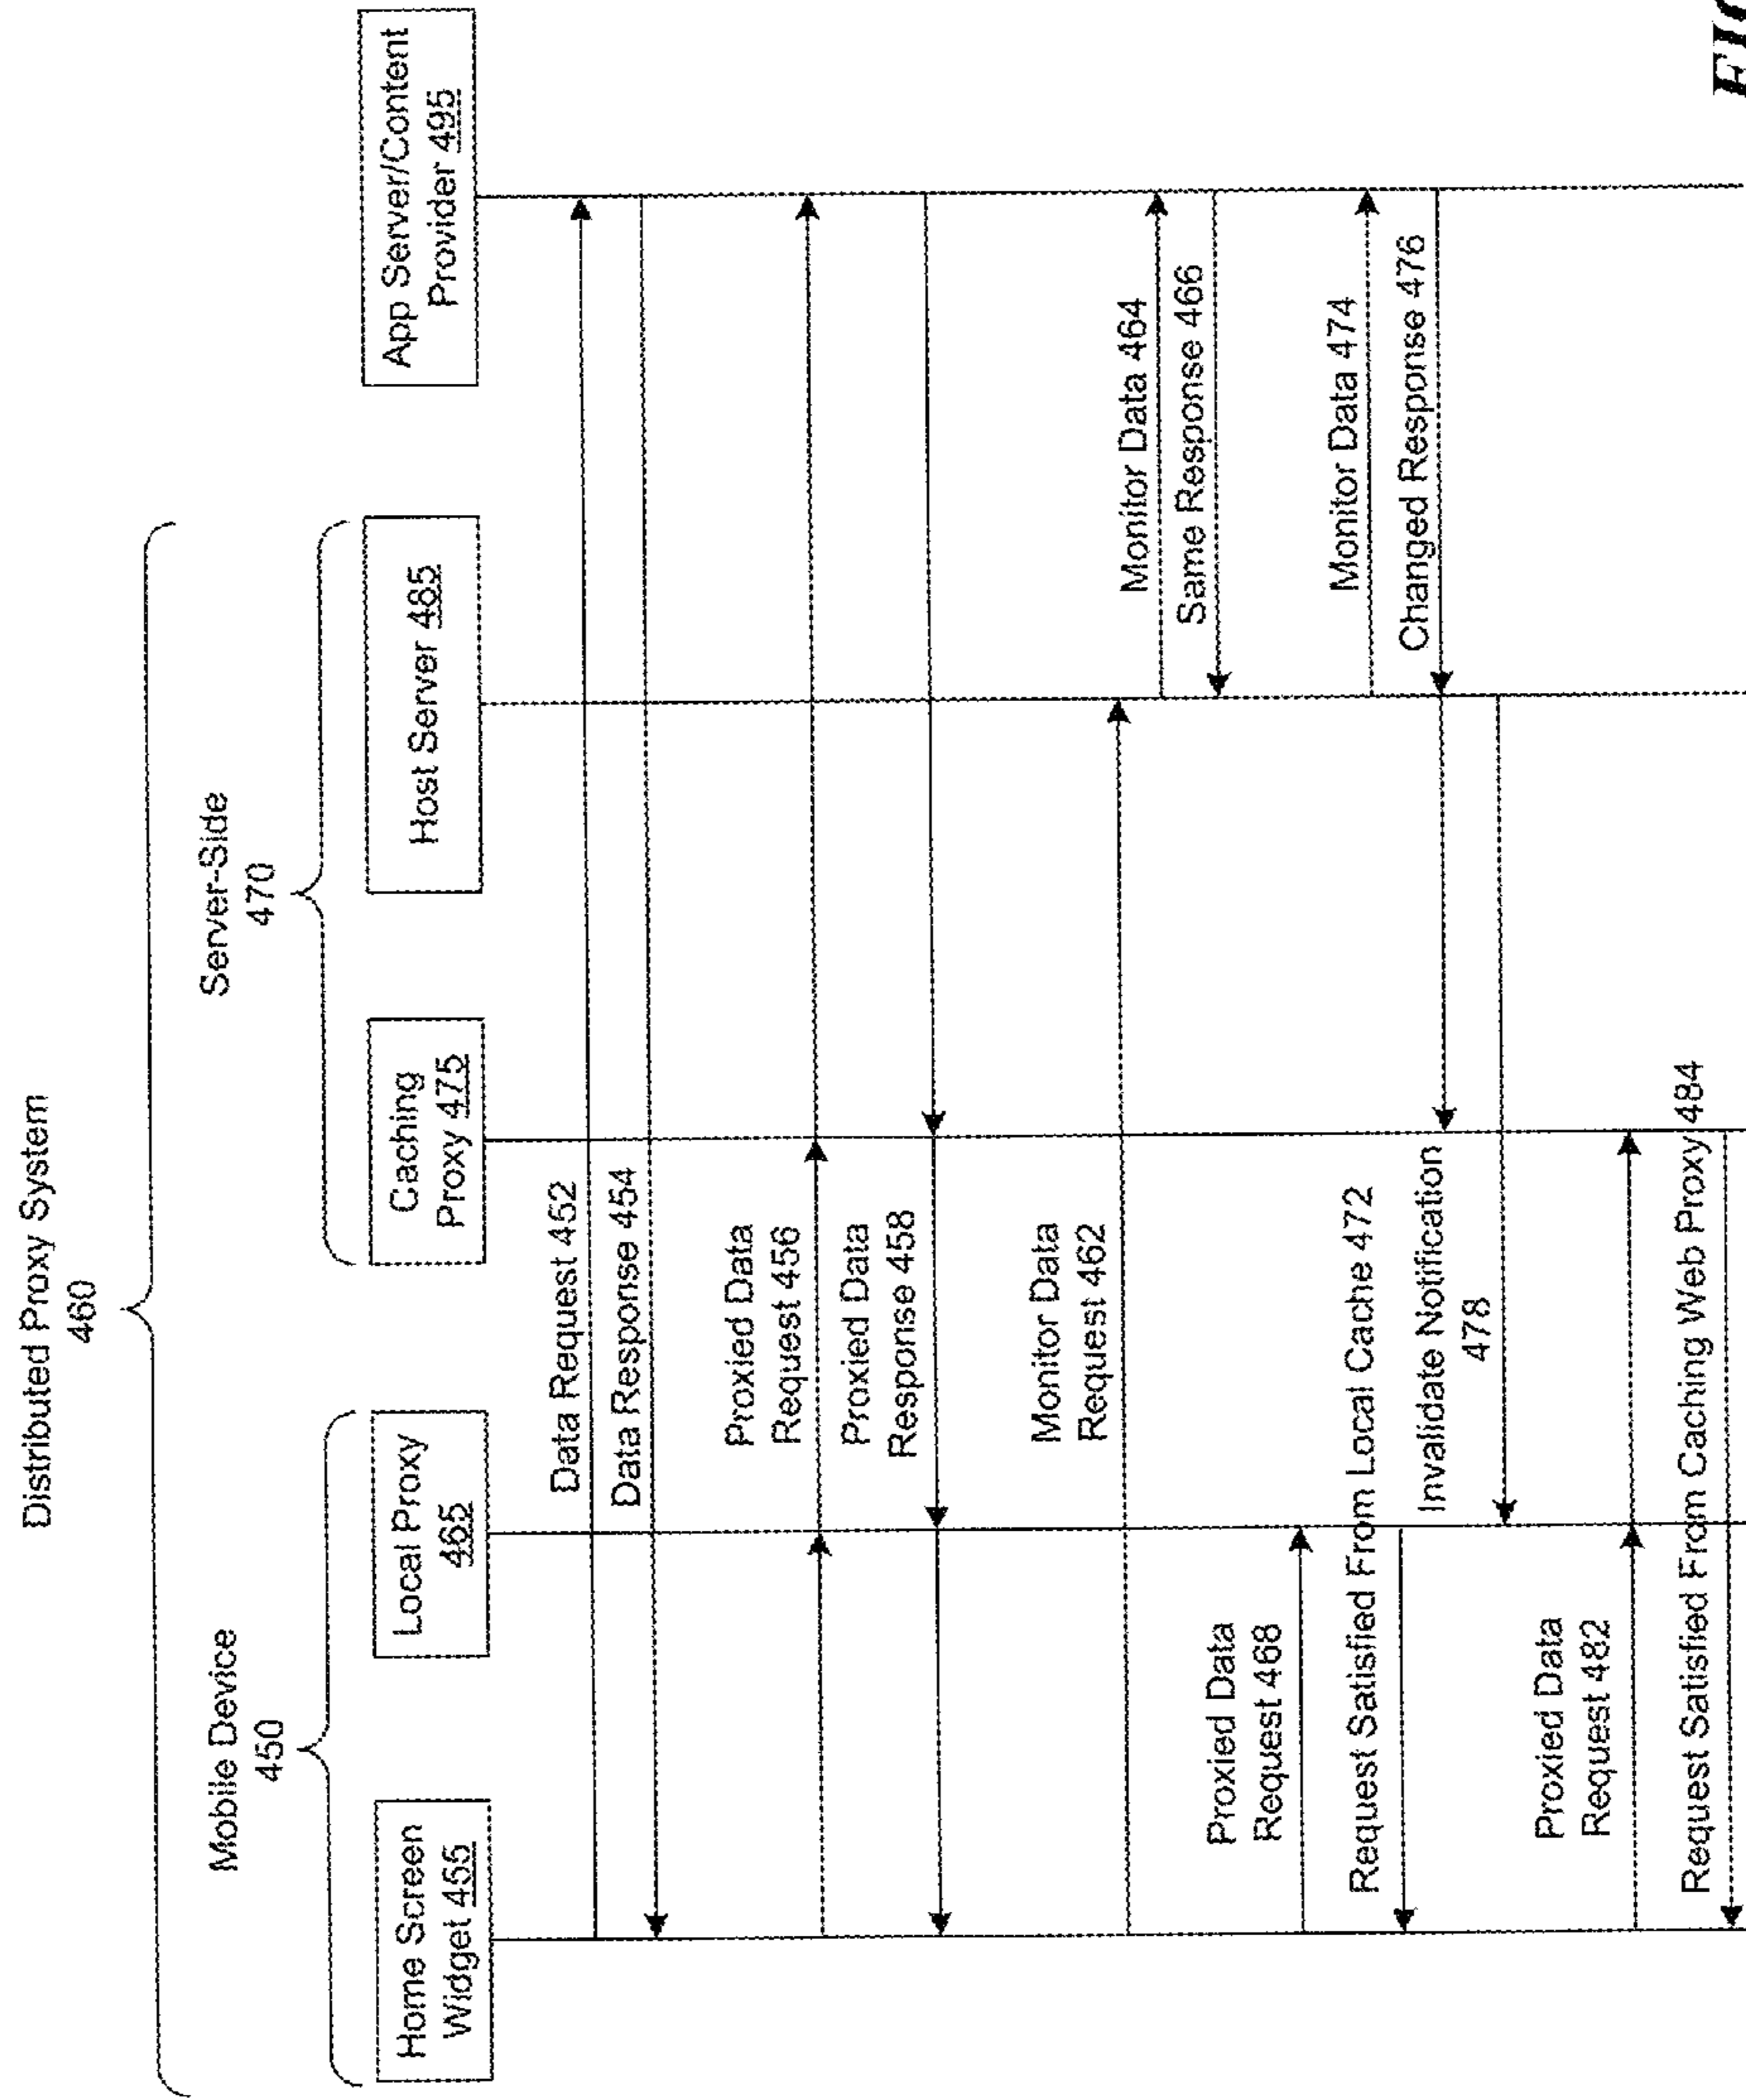 Distributed Proxy System
460
Mobile Device
450
Server-Side
470
Home Screen
Widget 455
Local Proxy
465
Caching
Proxy 475
Host Server 485
App Server/Content
Provider 495
Data Request 452
Data Response 454
Proxied Data
Request 456
Proxied Data
Response 458
Monitor Data
Request 462
Monitor Data 464
Same Response 466
Proxied Data
Request 468
Request Satisfied From Local Cache 472
Monitor Data 474
Changed Response 476
Invalidate Notification
478
Proxied Data
Request 482
Request Satisfied From Caching Web Proxy 484